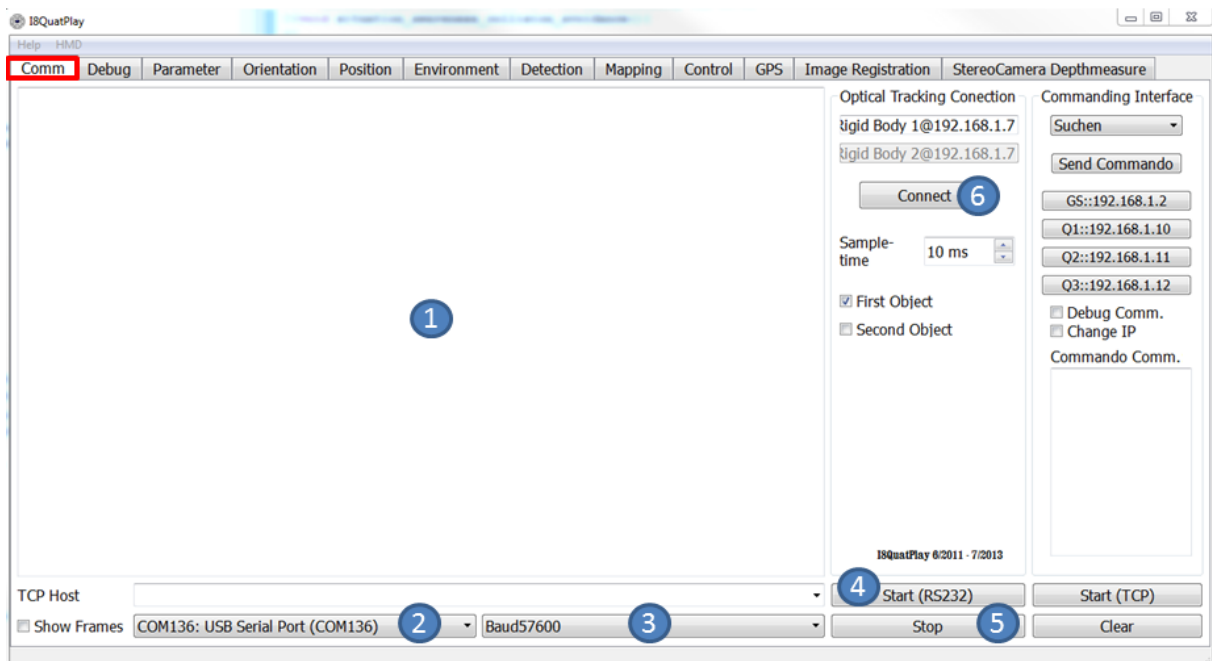 I8QuatPlay
Help HMD
Comm Debug Parameter Orientation Position Environment Detection Mapping Control GPS Image Registration StereoCamera Depthmeasure
Optical Tracking Conection
Rigid Body 1@192.168.1.7
Rigid Body 2@192.168.1.7
Connect 6
Sample-
time
10 ms
First Object
Second Object
I8QuatPlay 6/2011 - 7/2013
Commanding Interface
Suchen
Send Commando
GS::192.168.1.2
Q1::192.168.1.10
Q2::192.168.1.11
Q3::192.168.1.12
Debug Comm.
Change IP
Commando Comm.
1
TCP Host
4 Start (RS232) Start (TCP)
Show Frames COM136: USB Serial Port (COM136) 2 Baud57600 3 Stop 5 Clear